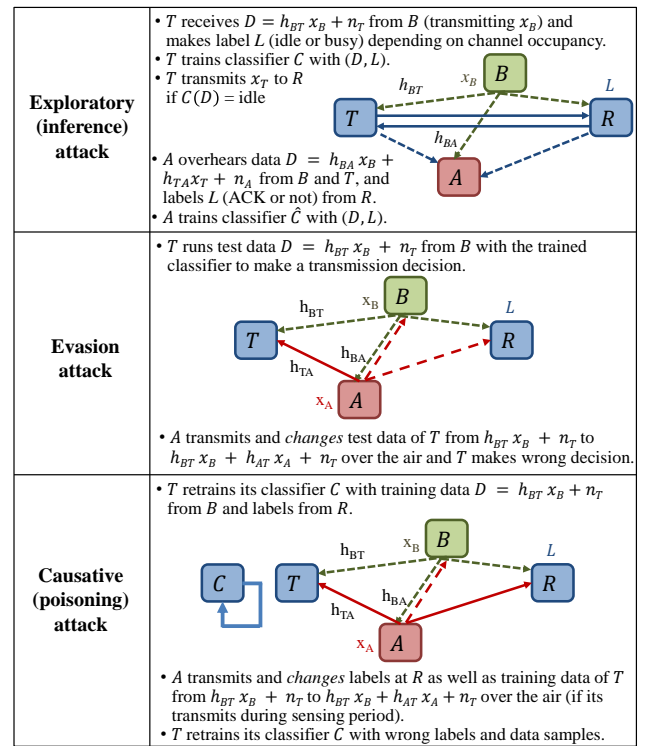 • T receives D = h_BT x_B + n_T from B (transmitting x_B) and
makes label L (idle or busy) depending on channel occupancy.
• T trains classifier C with (D, L).
• T transmits x_T to R
if C(D) = idle
Exploratory
(inference)
attack
h_BT
x_B
B
L
T
R
h_BA
A
• A overhears data D = h_BA x_B +
h_TA x_T + n_A from B and T, and
labels L (ACK or not) from R.
• A trains classifier Ĉ with (D, L).
• T runs test data D = h_BT x_B + n_T from B with the trained
classifier to make a transmission decision.
Evasion
attack
h_BT
x_B
B
L
T
R
h_TA
h_BA
x_A
A
• A transmits and changes test data of T from h_BT x_B + n_T to
h_BT x_B + h_AT x_A + n_T over the air and T makes wrong decision.
• T retrains its classifier C with training data D = h_BT x_B + n_T
from B and labels from R.
Causative
(poisoning)
attack
h_BT
x_B
B
L
C
T
R
h_TA
h_BA
x_A
A
• A transmits and changes labels at R as well as training data of T
from h_BT x_B + n_T to h_BT x_B + h_AT x_A + n_T over the air (if its
transmits during sensing period).
• T retrains its classifier C with wrong labels and data samples.